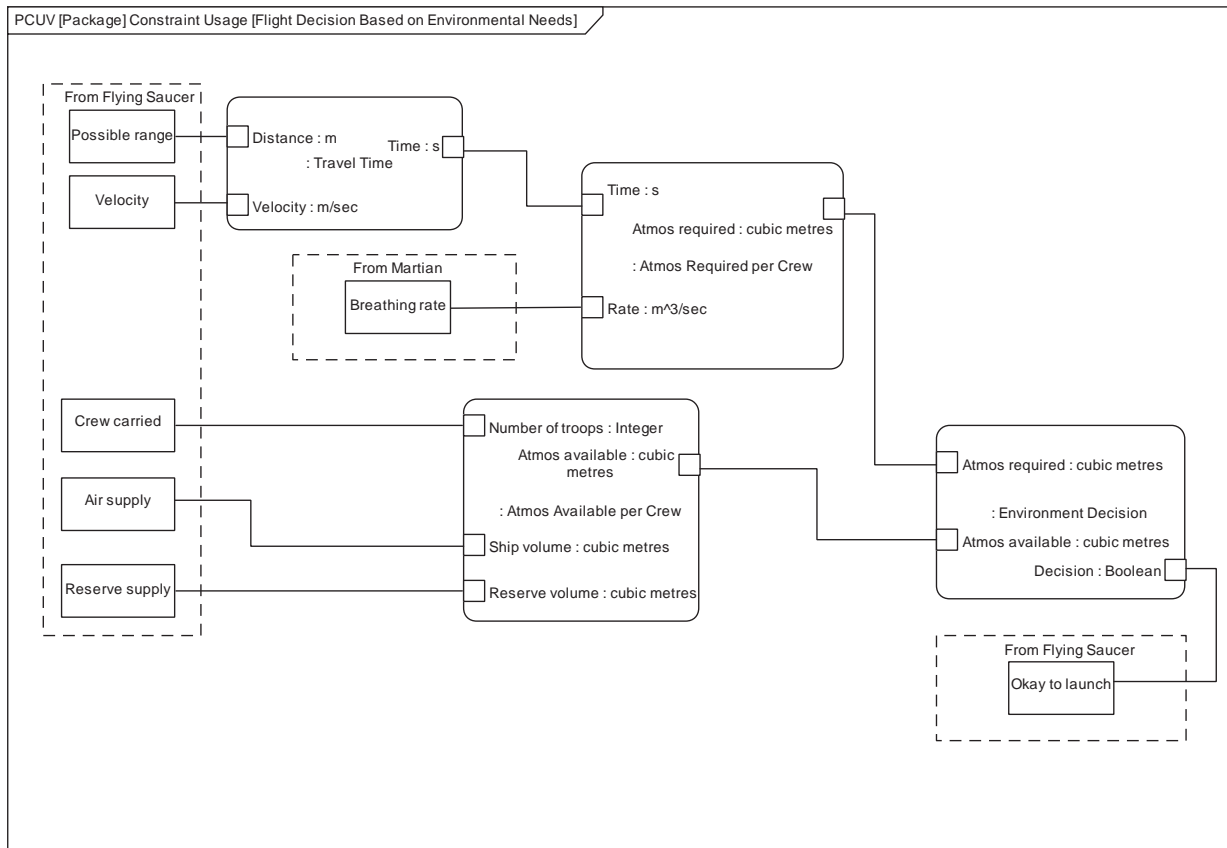 PCUV [Package] Constraint Usage [Flight Decision Based on Environmental Needs]
From Flying Saucer
Possible range
Velocity
Distance : m
Time : s
: Travel Time
Velocity : m/sec
Time : s
Atmos required : cubic metres
: Atmos Required per Crew
Rate : m^3/sec
From Martian
Breathing rate
Crew carried
Air supply
Reserve supply
Number of troops : Integer
Atmos available : cubic
metres
: Atmos Available per Crew
Ship volume : cubic metres
Reserve volume : cubic metres
Atmos required : cubic metres
: Environment Decision
Atmos available : cubic metres
Decision : Boolean
From Flying Saucer
Okay to launch